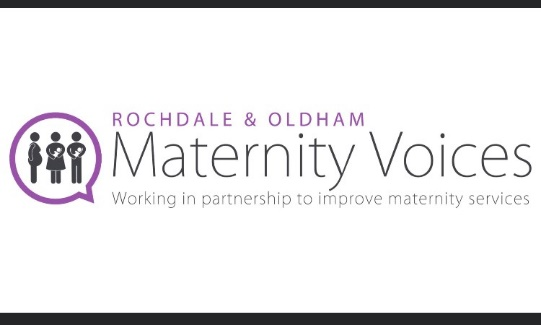 ROCHDALE & OLDHAM
Maternity Voices
Working in partnership to improve maternity services